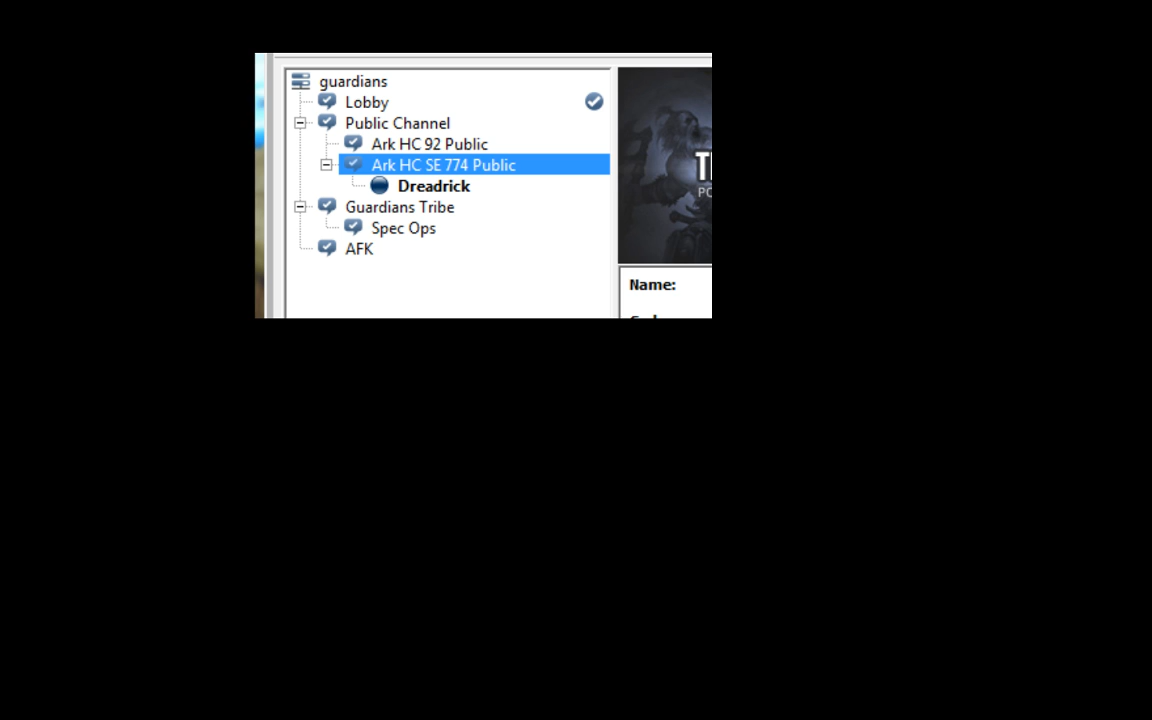 guardians
Lobby
Public Channel
Ark HC 92 Public
Ark HC SE 774 Public
Dreadrick
Guardians Tribe
Spec Ops
AFK
Name: